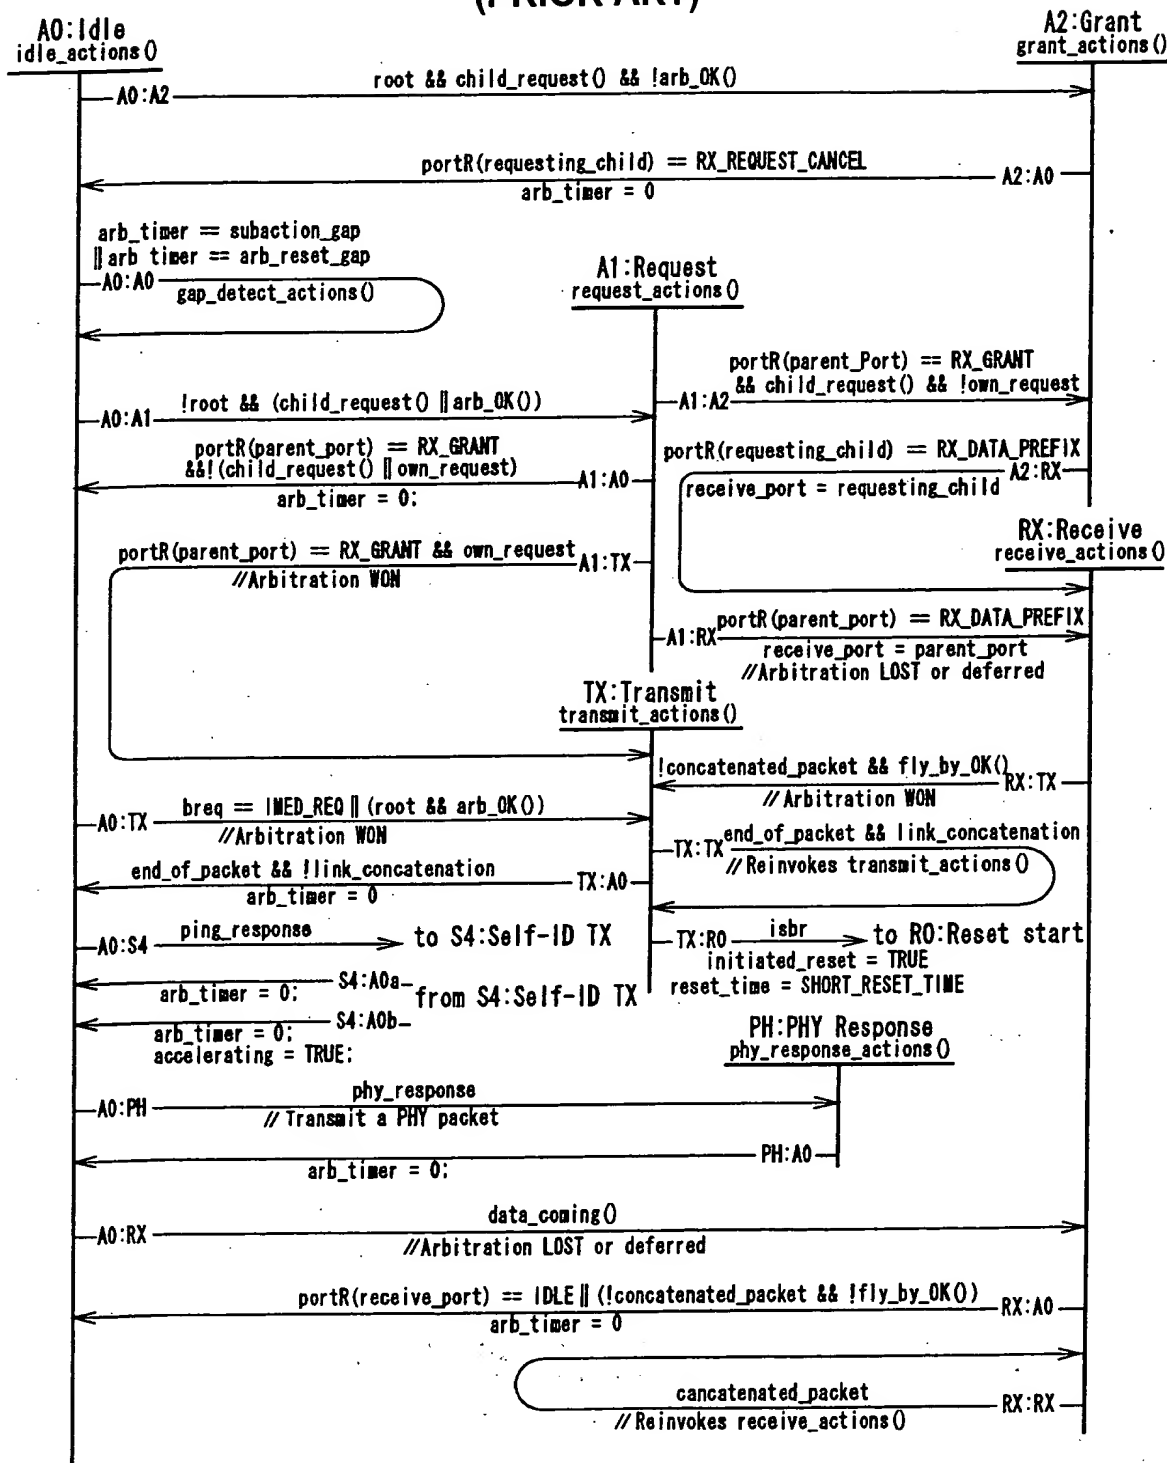 (PRIOR ART)
A0:Idle
idle_actions()
A2:Grant
grant_actions()
root && child_request() && !arb_OK()
A0:A2
portR(requesting_child) == RX_REQUEST_CANCEL
A2:A0
arb_timer = 0
arb_timer == subaction_gap
|| arb timer == arb_reset_gap
A0:A0
gap_detect_actions()
A1:Request
request_actions()
portR(parent_Port) == RX_GRANT
&& child_request() && !own_request
A1:A2
!root && (child_request() || arb_OK())
A0:A1
portR(parent_port) == RX_GRANT
&&!(child_request() || own_request)
A1:A0
arb_timer = 0;
portR(requesting_child) == RX_DATA_PREFIX
A2:RX
receive_port = requesting_child
RX:Receive
receive_actions()
portR(parent_port) == RX_GRANT && own_request
A1:TX
//Arbitration WON
portR(parent_port) == RX_DATA_PREFIX
A1:RX
receive_port = parent_port
//Arbitration LOST or deferred
TX:Transmit
transmit_actions()
!concatenated_packet && fly_by_OK()
RX:TX
//Arbitration WON
breq == IMED_REQ || (root && arb_OK())
A0:TX
//Arbitration WON
end_of_packet && link_concatenation
TX:TX
//Reinvokes transmit_actions()
end_of_packet && !link_concatenation
TX:A0
arb_timer = 0
ping_response
A0:S4
to S4:Self-ID TX
isbr
TX:R0
to R0:Reset start
initiated_reset = TRUE
reset_time = SHORT_RESET_TIME
S4:A0a
arb_timer = 0;
from S4:Self-ID TX
S4:A0b
arb_timer = 0;
accelerating = TRUE;
PH:PHY Response
phy_response_actions()
phy_response
A0:PH
// Transmit a PHY packet
PH:A0
arb_timer = 0;
data_coming()
A0:RX
//Arbitration LOST or deferred
portR(receive_port) == IDLE || (!concatenated_packet && !fly_by_OK())
RX:A0
arb_timer = 0
cancatenated_packet
RX:RX
//Reinvokes receive_actions()